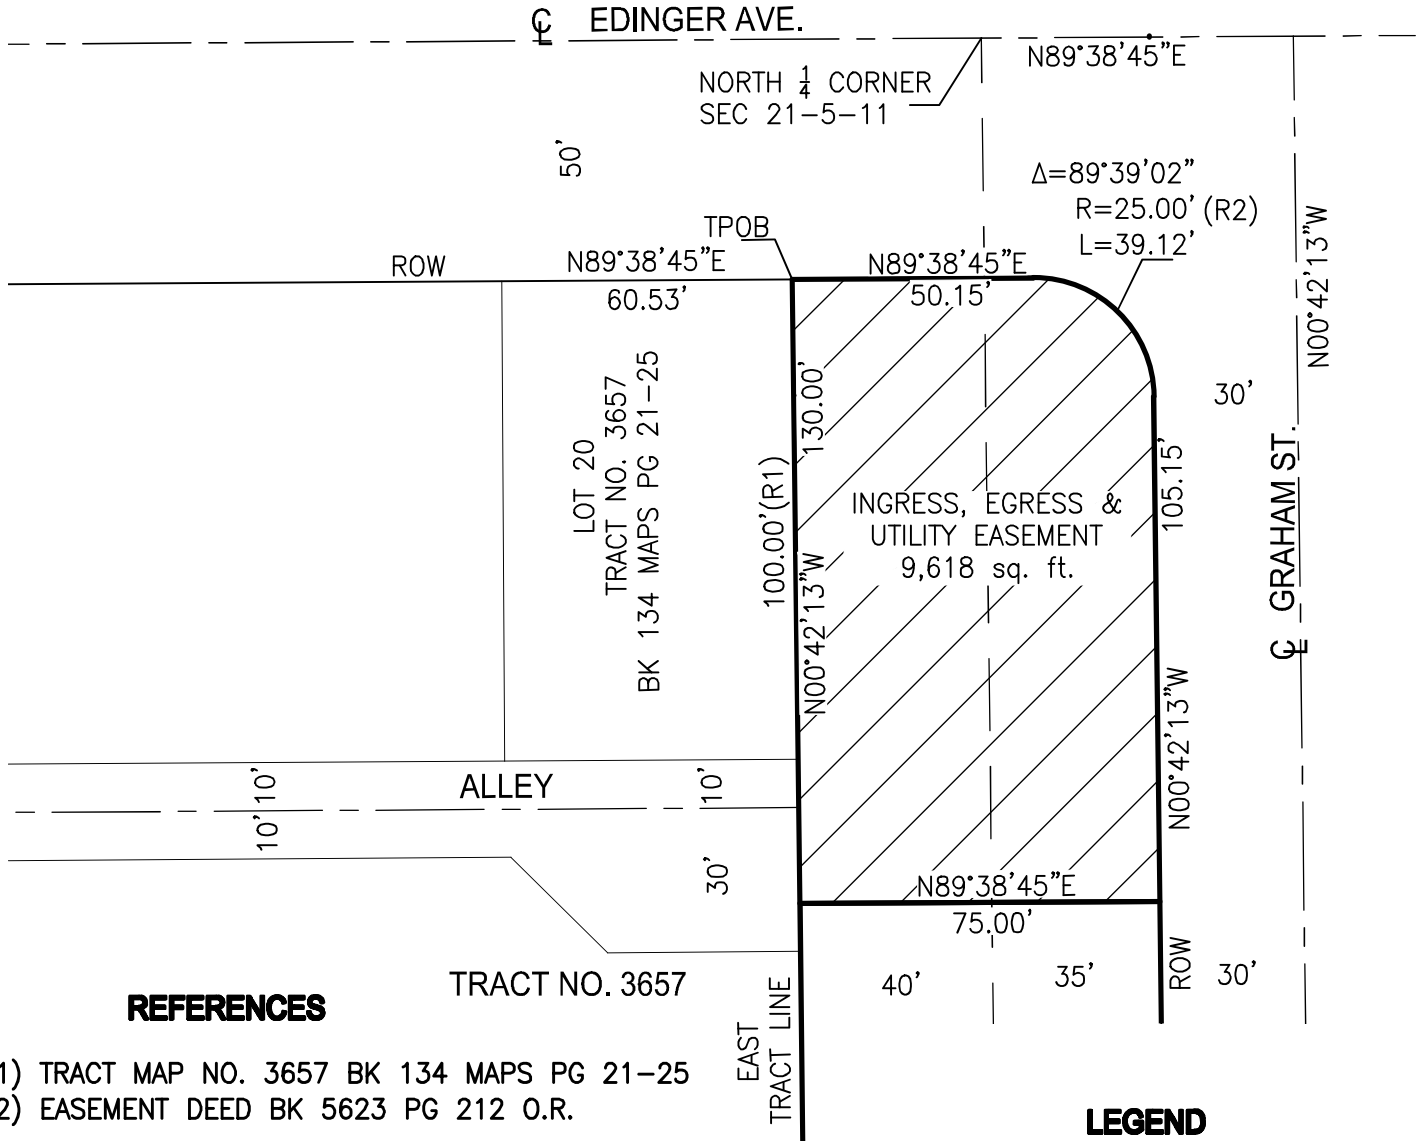 ℄ EDINGER AVE.
N89°38'45"E
NORTH 1/4 CORNER
SEC 21-5-11
50'
Δ=89°39'02"
R=25.00' (R2)
L=39.12'
N00°42'13"W
TPOB
ROW
N89°38'45"E
60.53'
N89°38'45"E
50.15'
30'
LOT 20
TRACT NO. 3657
BK 134 MAPS PG 21-25
130.00'
100.00'(R1)
N00°42'13"W
105.15'
INGRESS, EGRESS &
UTILITY EASEMENT
9,618 sq. ft.
℄ GRAHAM ST.
N00°42'13"W
ALLEY
10'
10'
10'
30'
N89°38'45"E
75.00'
40'
35'
ROW
30'
TRACT NO. 3657
EAST
TRACT LINE
REFERENCES
1) TRACT MAP NO. 3657 BK 134 MAPS PG 21-25
2) EASEMENT DEED BK 5623 PG 212 O.R.
LEGEND